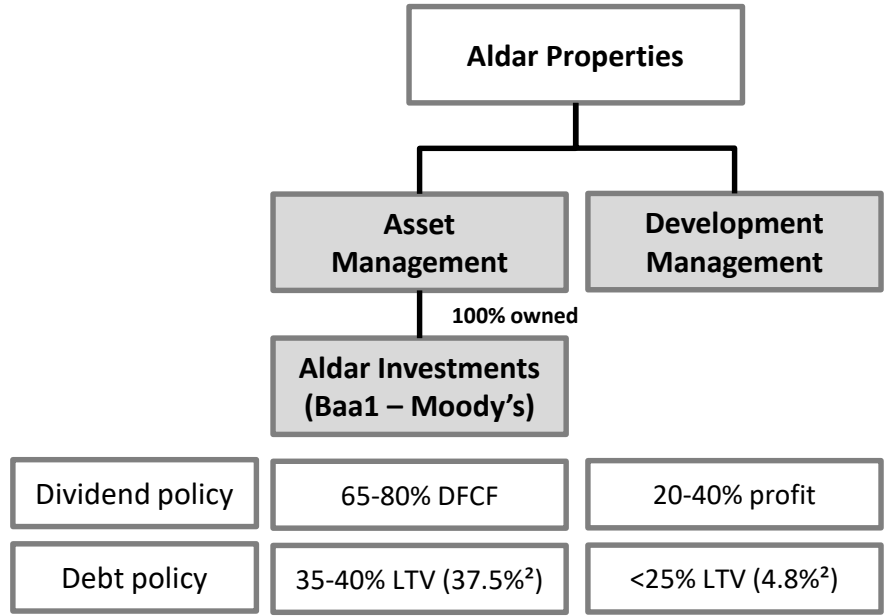 Aldar Properties
Asset
Management
Development
Management
100% owned
Aldar Investments
(Baa1 – Moody’s)
Dividend policy
65-80% DFCF
20-40% profit
Debt policy
35-40% LTV (37.5%²)
<25% LTV (4.8%²)